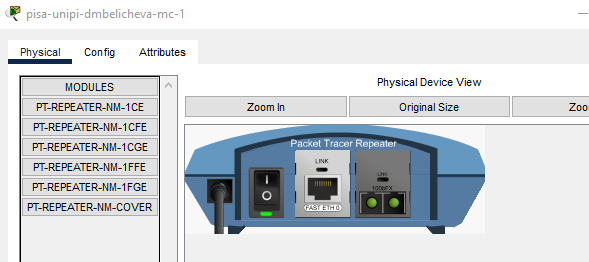 pisa-unipi-dmbelicheva-mc-1
Physical Config Attributes
MODULES
PT-REPEATER-NM-1CE
PT-REPEATER-NM-1CFE
PT-REPEATER-NM-1CGE
PT-REPEATER-NM-1FFE
PT-REPEATER-NM-1FGE
PT-REPEATER-NM-COVER
Physical Device View
Zoom In Original Size Zoo
Packet Tracer Repeater
LINK
FAST ETH 0
LINK
100bFX